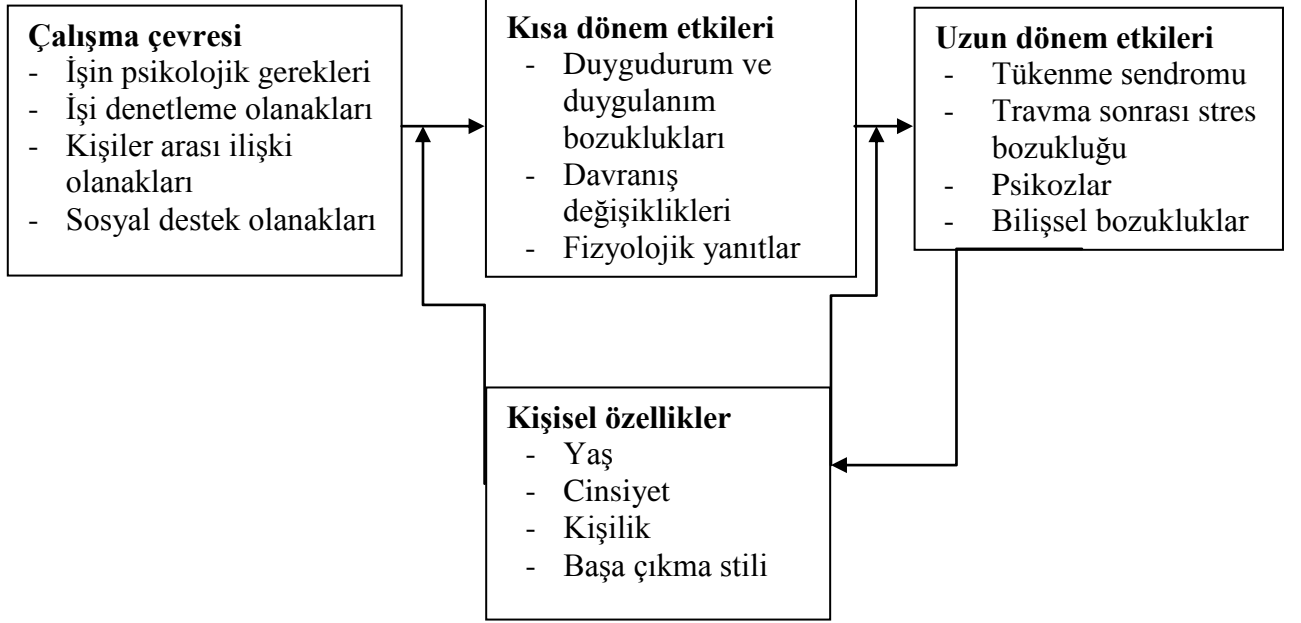 Çalışma çevresi
- İşin psikolojik gerekleri
- İşi denetleme olanakları
- Kişiler arası ilişki
olanakları
- Sosyal destek olanakları
Kısa dönem etkileri
- Duygudurum ve
duygulanım
bozuklukları
- Davranış
değişiklikleri
- Fizyolojik yanıtlar
Uzun dönem etkileri
- Tükenme sendromu
- Travma sonrası stres
bozukluğu
- Psikozlar
- Bilişsel bozukluklar
Kişisel özellikler
- Yaş
- Cinsiyet
- Kişilik
- Başa çıkma stili